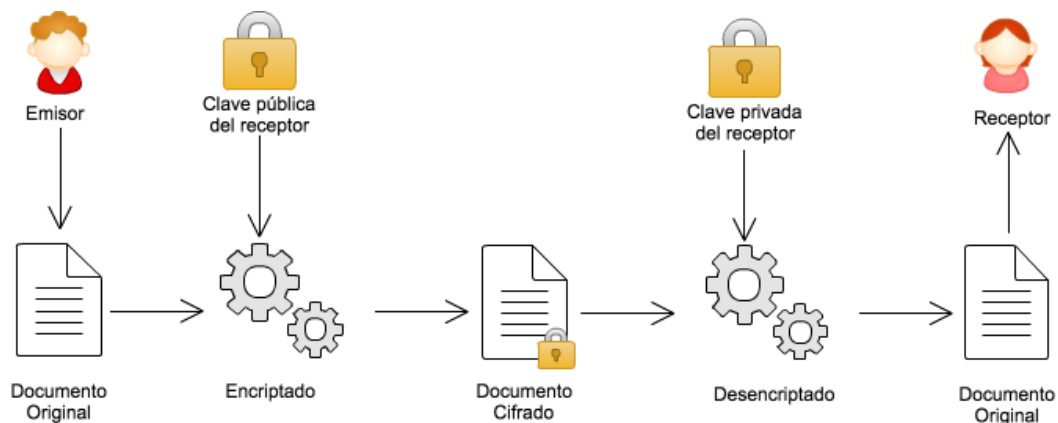 Emisor
Clave pública
del receptor
Clave privada
del receptor
Receptor
Documento
Original
Encriptado
Documento
Cifrado
Desencriptado
Documento
Original